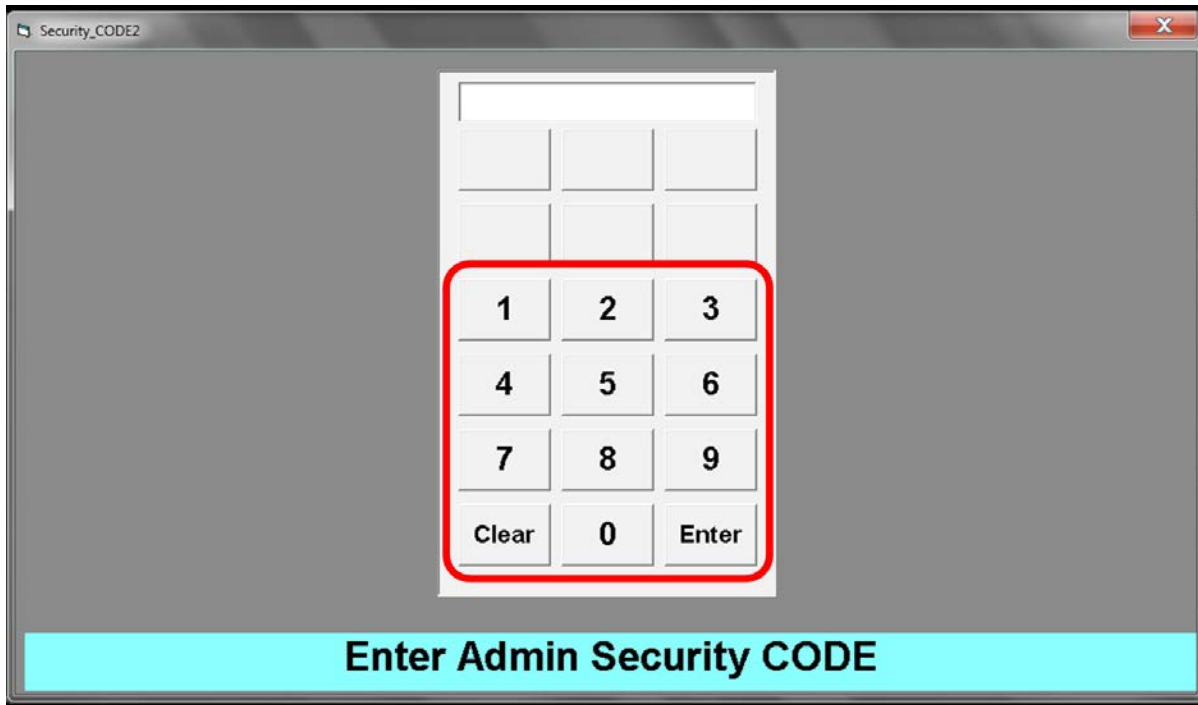 Security_CODE2
X
1 2 3
4 5 6
7 8 9
Clear 0 Enter
Enter Admin Security CODE